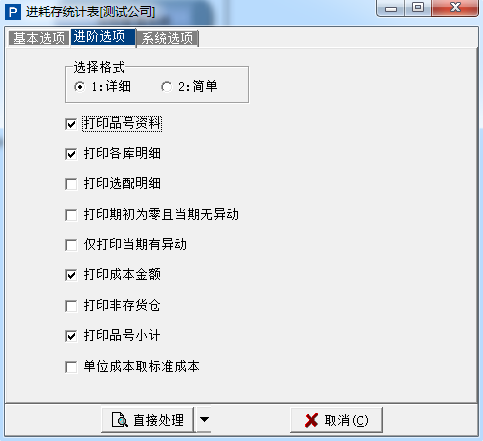 进耗存统计表[测试公司]
基本选项 进阶选项 系统选项
选择格式
1:详细 2:简单
打印品号资料
打印各库明细
打印选配明细
打印期初为零且当期无异动
仅打印当期有异动
打印成本金额
打印非存货仓
打印品号小计
单位成本取标准成本
直接处理 取消(C)